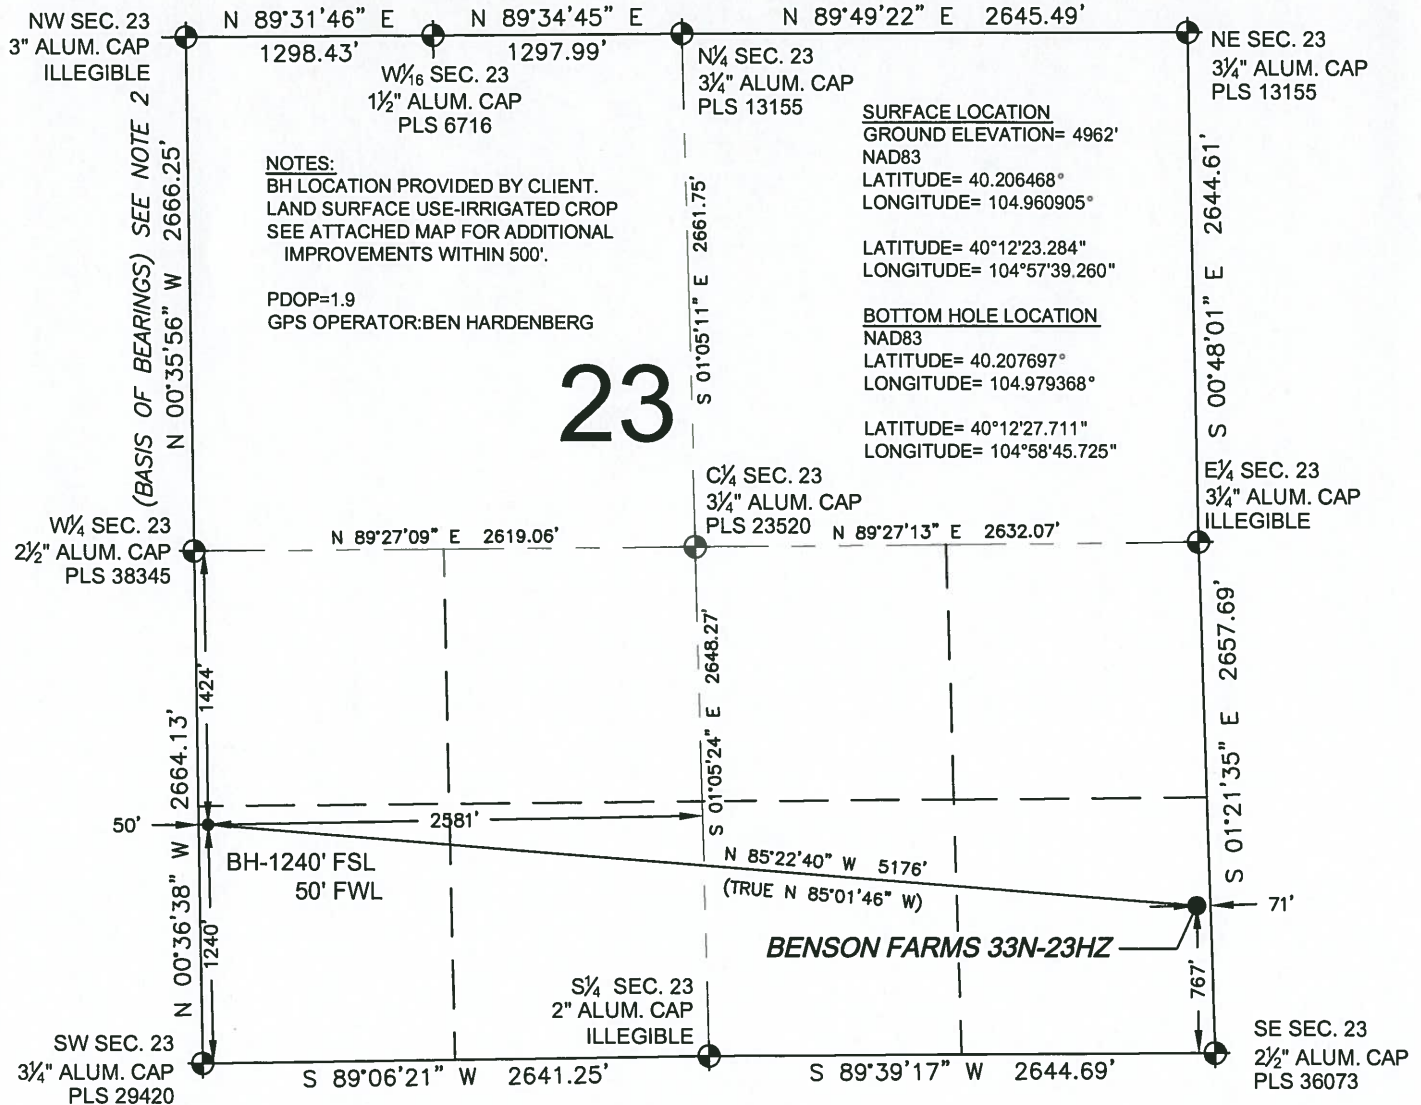 NW SEC. 23
3" ALUM. CAP
ILLEGIBLE
N 89°31'46" E
1298.43'
N 89°34'45" E
1297.99'
N 89°49'22" E 2645.49'
W1/16 SEC. 23
1½" ALUM. CAP
PLS 6716
N¼ SEC. 23
3¼" ALUM. CAP
PLS 13155
NE SEC. 23
3¼" ALUM. CAP
PLS 13155
(BASIS OF BEARINGS) SEE NOTE 2
N 00°35'56" W 2666.25'
NOTES:
BH LOCATION PROVIDED BY CLIENT.
LAND SURFACE USE-IRRIGATED CROP
SEE ATTACHED MAP FOR ADDITIONAL
IMPROVEMENTS WITHIN 500'.
PDOP=1.9
GPS OPERATOR:BEN HARDENBERG
S 01°05'11" E 2661.75'
SURFACE LOCATION
GROUND ELEVATION= 4962'
NAD83
LATITUDE= 40.206468°
LONGITUDE= 104.960905°
LATITUDE= 40°12'23.284"
LONGITUDE= 104°57'39.260"
BOTTOM HOLE LOCATION
NAD83
LATITUDE= 40.207697°
LONGITUDE= 104.979368°
LATITUDE= 40°12'27.711"
LONGITUDE= 104°58'45.725"
S 00°48'01" E 2644.61'
23
W¼ SEC. 23
2½" ALUM. CAP
PLS 38345
N 89°27'09" E 2619.06'
C¼ SEC. 23
3¼" ALUM. CAP
PLS 23520
N 89°27'13" E 2632.07'
E¼ SEC. 23
3¼" ALUM. CAP
ILLEGIBLE
1424'
N 00°36'38" W 2664.13'
S 01°05'24" E 2648.27'
S 01°21'35" E 2657.69'
50'
2581'
BH-1240' FSL
50' FWL
1240'
N 85°22'40" W 5176'
(TRUE N 85°01'46" W)
71'
BENSON FARMS 33N-23HZ
767'
SW SEC. 23
3¼" ALUM. CAP
PLS 29420
S 89°06'21" W 2641.25'
S¼ SEC. 23
2" ALUM. CAP
ILLEGIBLE
S 89°39'17" W 2644.69'
SE SEC. 23
2½" ALUM. CAP
PLS 36073